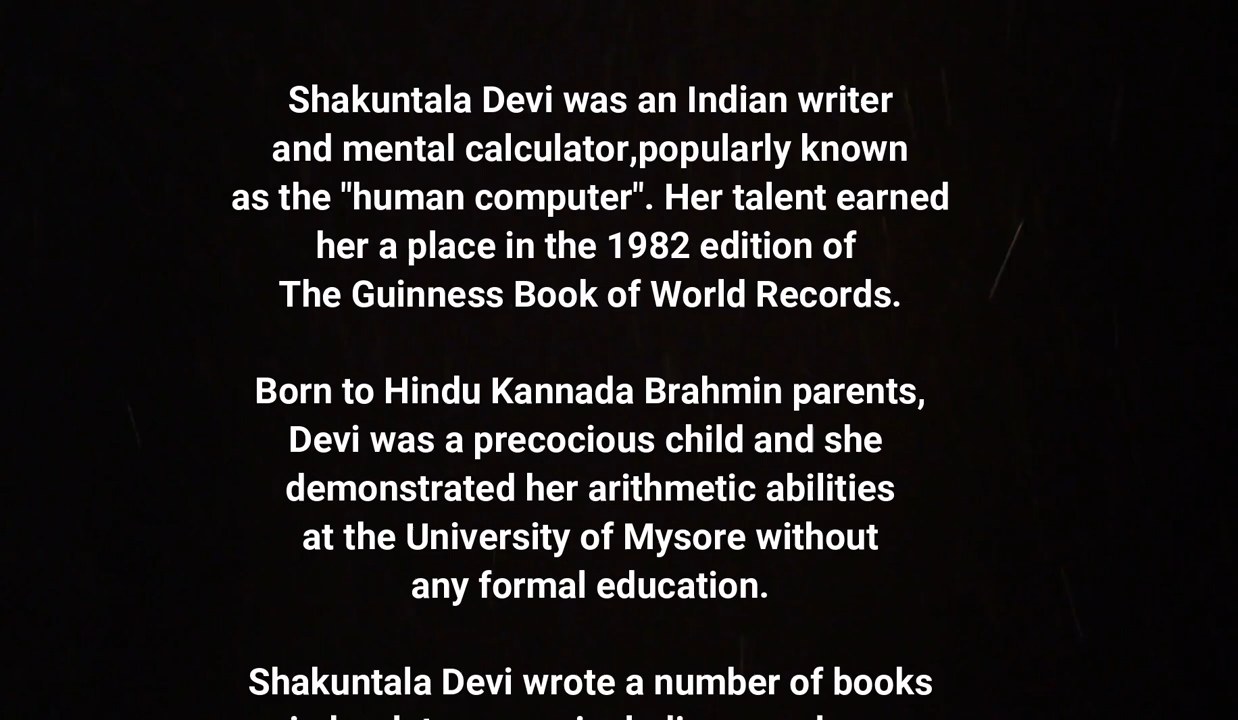 Shakuntala Devi was an Indian writer
and mental calculator,popularly known
as the "human computer". Her talent earned
her a place in the 1982 edition of
The Guinness Book of World Records.
Born to Hindu Kannada Brahmin parents,
Devi was a precocious child and she
demonstrated her arithmetic abilities
at the University of Mysore without
any formal education.
Shakuntala Devi wrote a number of books